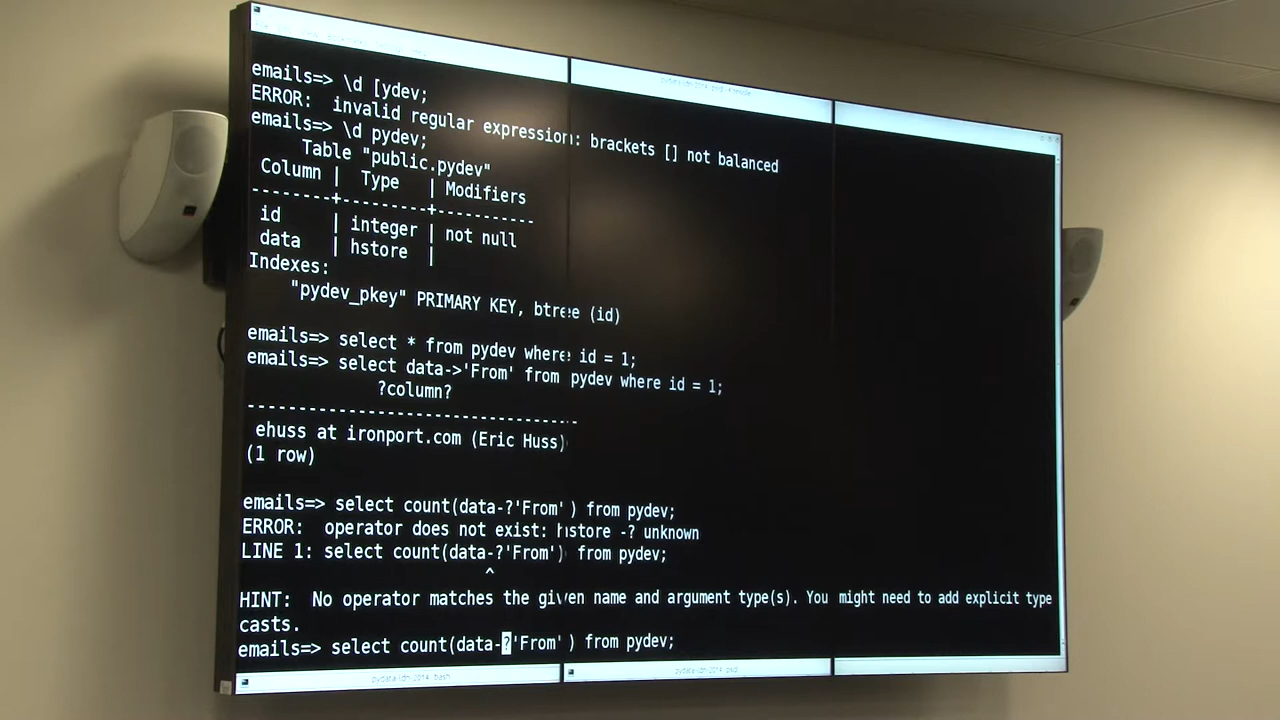 emails=> \d [ydev;
ERROR:  invalid regular expression: brackets [] not balanced
emails=> \d pydev;
Table "public.pydev"
Column | Type | Modifiers
--------+---------+-----------
id | integer | not null
data | hstore |
Indexes:
"pydev_pkey" PRIMARY KEY, btree (id)
emails=> select * from pydev where id = 1;
emails=> select data->'From' from pydev where id = 1;
?column?
-----------------------------------
ehuss at ironport.com (Eric Huss)
(1 row)
emails=> select count(data-?'From' ) from pydev;
ERROR:  operator does not exist: hstore -? unknown
LINE 1: select count(data-?'From' ) from pydev;
^
HINT:  No operator matches the given name and argument type(s). You might need to add explicit type
casts.
emails=> select count(data-?'From' ) from pydev;